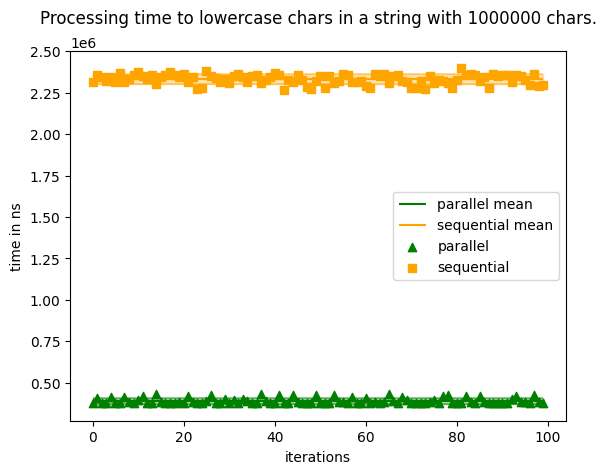 Processing time to lowercase chars in a string with 1000000 chars.
1e6
2.50
2.25
2.00
1.75
1.50
1.25
1.00
0.75
0.50
time in ns
parallel mean
sequential mean
parallel
sequential
0 20 40 60 80 100
iterations